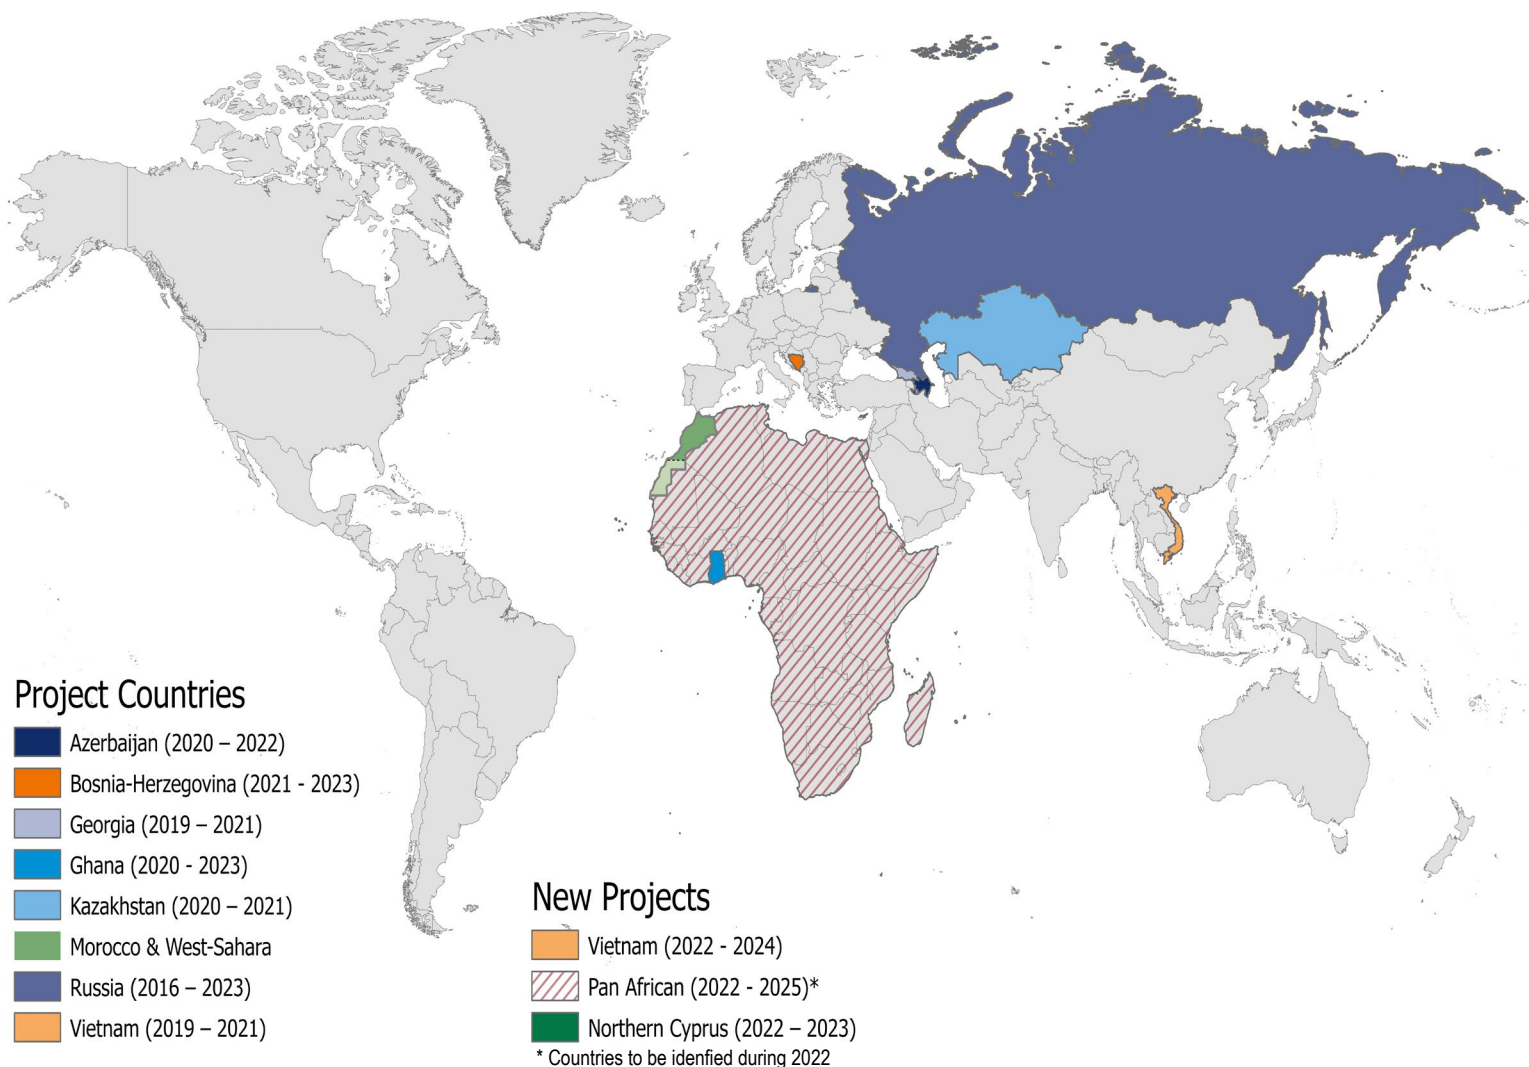 Project Countries
Azerbaijan (2020 – 2022)
Bosnia-Herzegovina (2021 - 2023)
Georgia (2019 – 2021)
Ghana (2020 - 2023)
Kazakhstan (2020 – 2021)
Morocco & West-Sahara
Russia (2016 – 2023)
Vietnam (2019 – 2021)
New Projects
Vietnam (2022 - 2024)
Pan African (2022 - 2025)*
Northern Cyprus (2022 – 2023)
* Countries to be idenfied during 2022